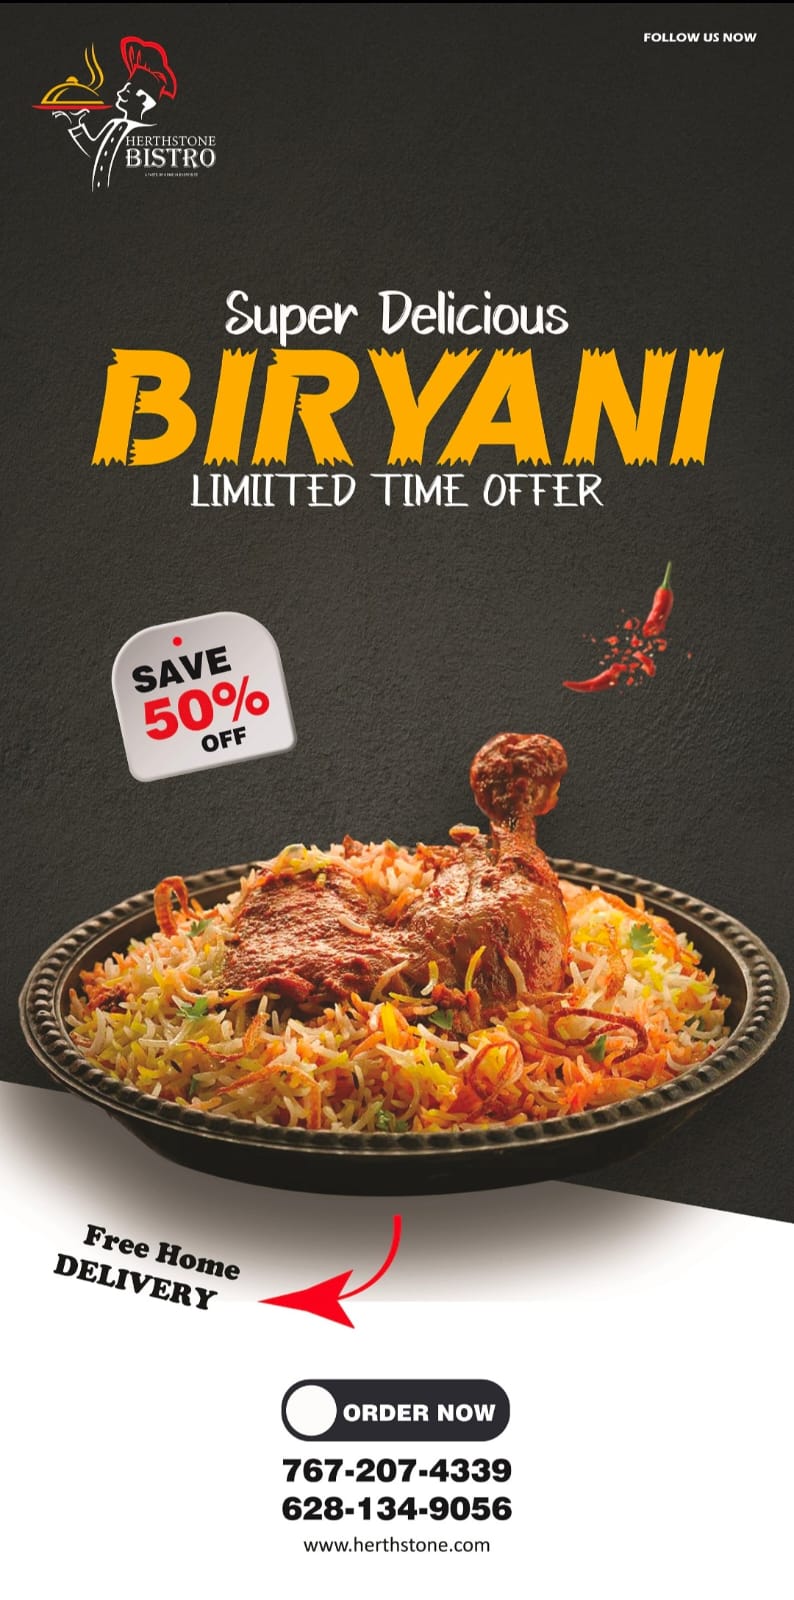 FOLLOW US NOW
HERTHSTONE
BISTRO
Super Delicious
BIRYANI
LIMIITED TIME OFFER
SAVE
50%
OFF
Free Home
DELIVERY
ORDER NOW
767-207-4339
628-134-9056
www.herthstone.com